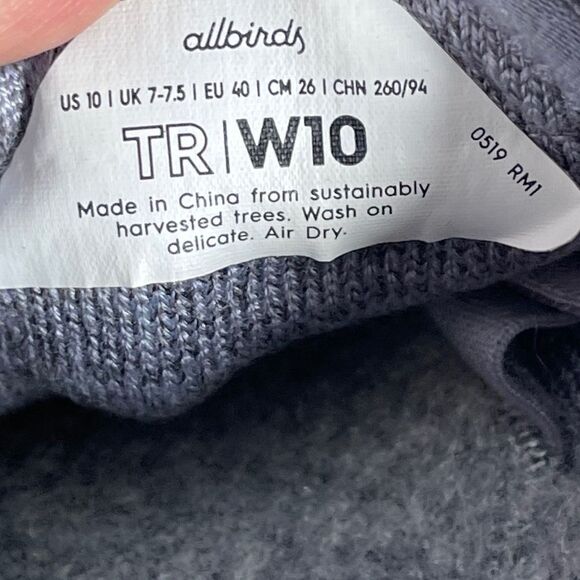 allbirds
US 10 | UK 7-7.5 | EU 40 | CM 26 | CHN 260/94
TR|W10
0519 RM1
Made in China from sustainably
harvested trees. Wash on
delicate. Air Dry.